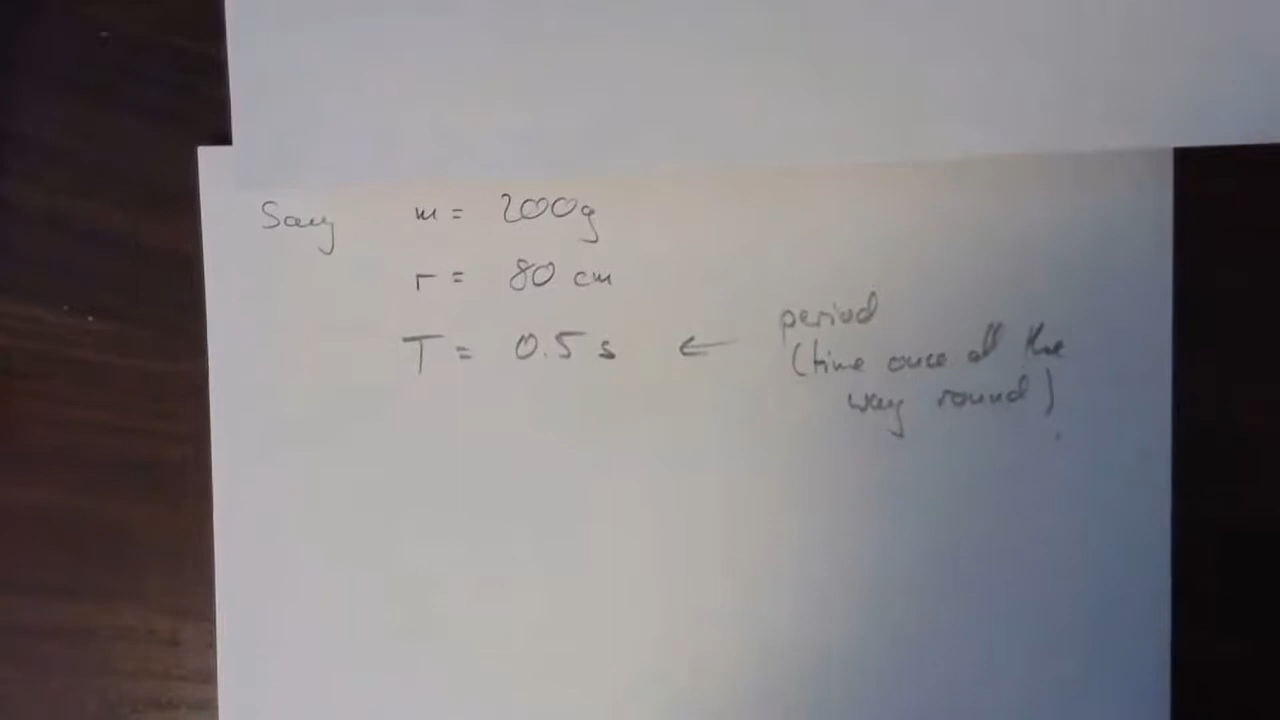 Say m = 200g
r = 80 cm
T = 0.5 s ← period
(time once all the
way round)